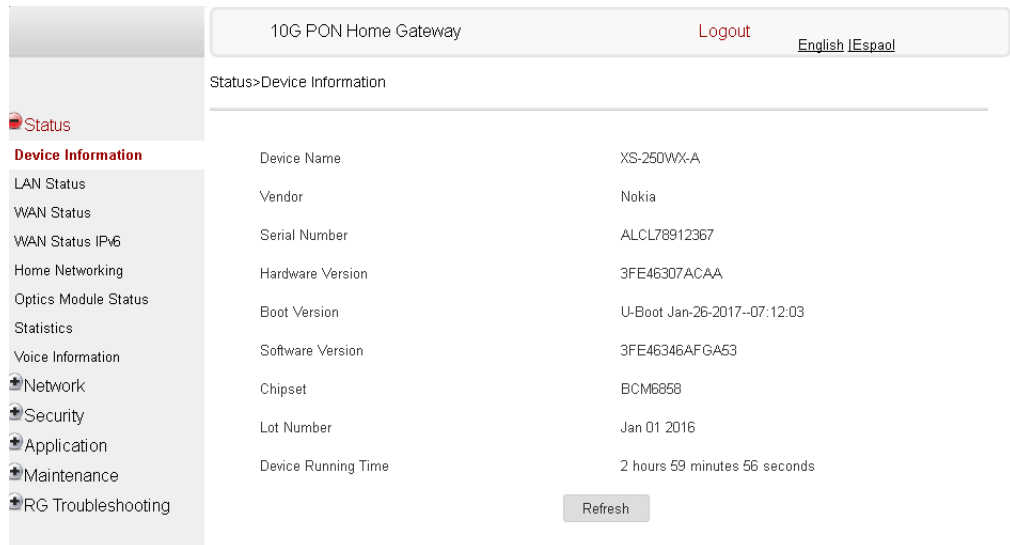 10G PON Home Gateway
Logout
English |Espaol
Status>Device Information
Status
Device Information
LAN Status
WAN Status
WAN Status IPv6
Home Networking
Optics Module Status
Statistics
Voice Information
Network
Security
Application
Maintenance
RG Troubleshooting
Device Name XS-250WX-A
Vendor Nokia
Serial Number ALCL78912367
Hardware Version 3FE46307ACAA
Boot Version U-Boot Jan-26-2017--07:12:03
Software Version 3FE46346AFGA53
Chipset BCM6858
Lot Number Jan 01 2016
Device Running Time 2 hours 59 minutes 56 seconds
Refresh